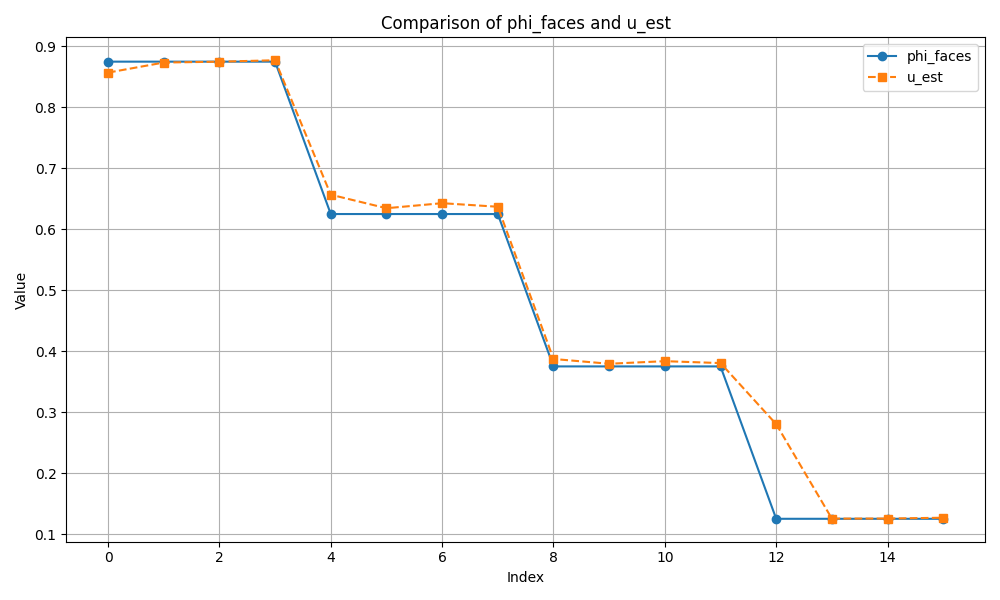 Comparison of phi_faces and u_est
phi_faces
u_est
0.9
0.8
0.7
0.6
0.5
0.4
0.3
0.2
0.1
Value
0 2 4 6 8 10 12 14
Index